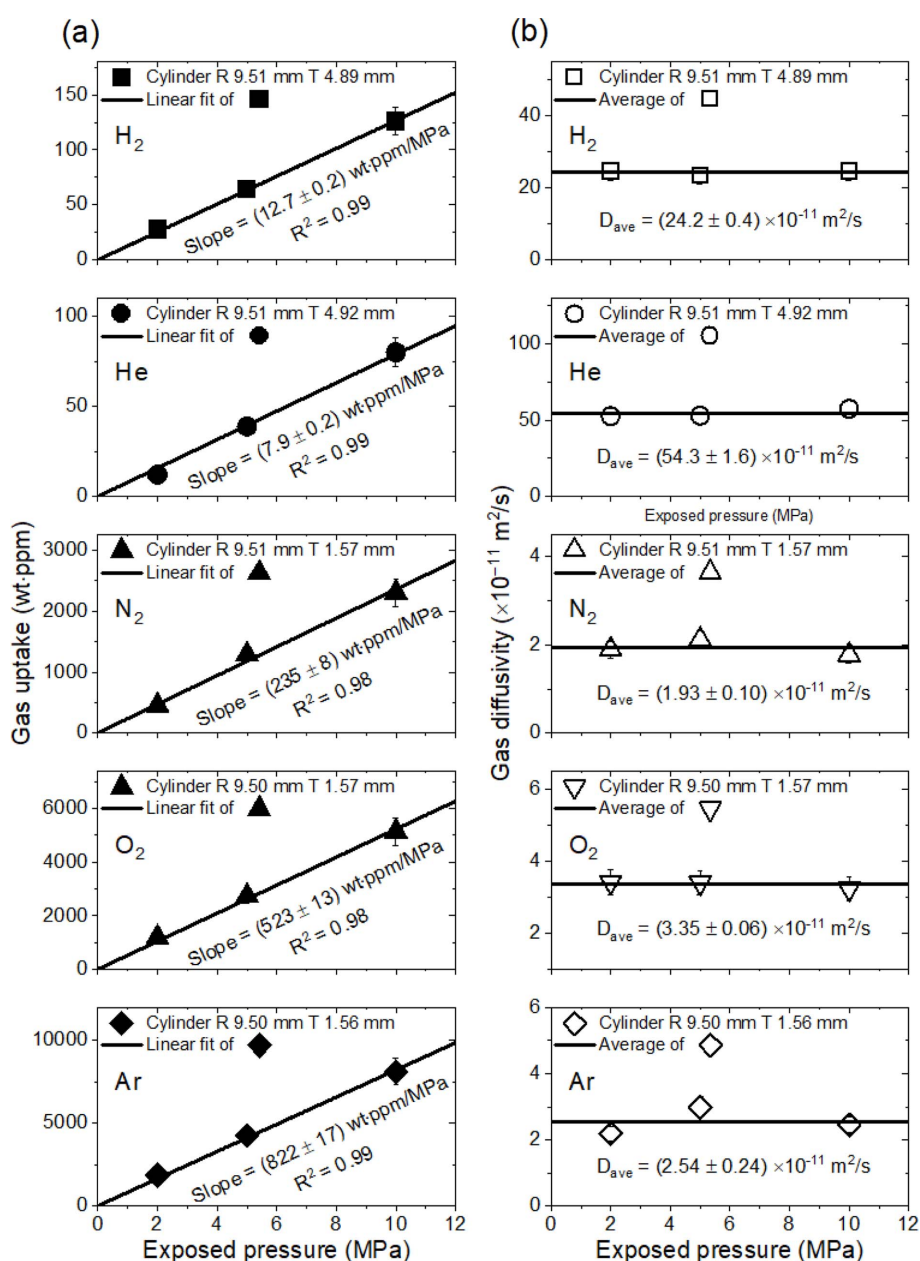 (a)
Cylinder R 9.51 mm T 4.89 mm
Linear fit of
H2
150
125
100
75
50
25
0
Slope = (12.7 ± 0.2) wt·ppm/MPa
R² = 0.99
Cylinder R 9.51 mm T 4.92 mm
Linear fit of
He
100
50
0
Slope = (7.9 ± 0.2) wt·ppm/MPa
R² = 0.99
Cylinder R 9.51 mm T 1.57 mm
Linear fit of
N2
3000
2000
1000
0
Slope = (235 ± 8) wt·ppm/MPa
R² = 0.98
Cylinder R 9.50 mm T 1.57 mm
Linear fit of
O2
6000
4000
2000
0
Slope = (523 ± 13) wt·ppm/MPa
R² = 0.98
Cylinder R 9.50 mm T 1.56 mm
Linear fit of
Ar
10000
5000
0
Slope = (822 ± 17) wt·ppm/MPa
R² = 0.99
0 2 4 6 8 10 12
Exposed pressure (MPa)
Gas uptake (wt·ppm)
(b)
Cylinder R 9.51 mm T 4.89 mm
Average of
H2
40
20
0
Dave = (24.2 ± 0.4) ×10⁻¹¹ m²/s
Cylinder R 9.51 mm T 4.92 mm
Average of
He
100
50
0
Dave = (54.3 ± 1.6) ×10⁻¹¹ m²/s
Exposed pressure (MPa)
Cylinder R 9.51 mm T 1.57 mm
Average of
N2
4
2
0
Dave = (1.93 ± 0.10) ×10⁻¹¹ m²/s
Cylinder R 9.50 mm T 1.57 mm
Average of
O2
6
4
2
Dave = (3.35 ± 0.06) ×10⁻¹¹ m²/s
Cylinder R 9.50 mm T 1.56 mm
Average of
Ar
6
4
2
0
Dave = (2.54 ± 0.24) ×10⁻¹¹ m²/s
0 2 4 6 8 10 12
Exposed pressure (MPa)
Gas diffusivity (×10⁻¹¹ m²/s)